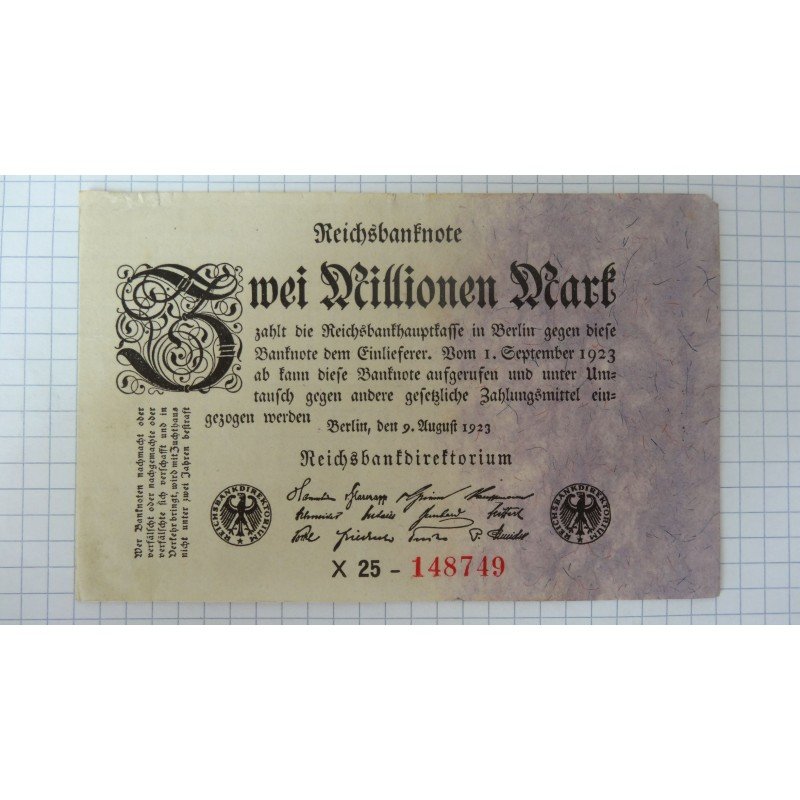 Reichsbanknote
Zwei Millionen Mark
zahlt die Reichsbankhauptkasse in Berlin gegen diese
Banknote dem Einlieferer. Vom 1. September 1923
ab kann diese Banknote aufgerufen und unter Um-
tausch gegen andere gesetzliche Zahlungsmittel ein-
gezogen werden
Berlin, den 9. August 1923
Reichsbankdirektorium
Wer Banknoten nachmacht oder
verfälscht oder nachgemachte oder
verfälschte sich verschafft und in
Verkehr bringt, wird mit Zuchthaus
nicht unter zwei Jahren bestraft
REICHSBANKDIREKTORIUM
REICHSBANKDIREKTORIUM
X 25 - 148749